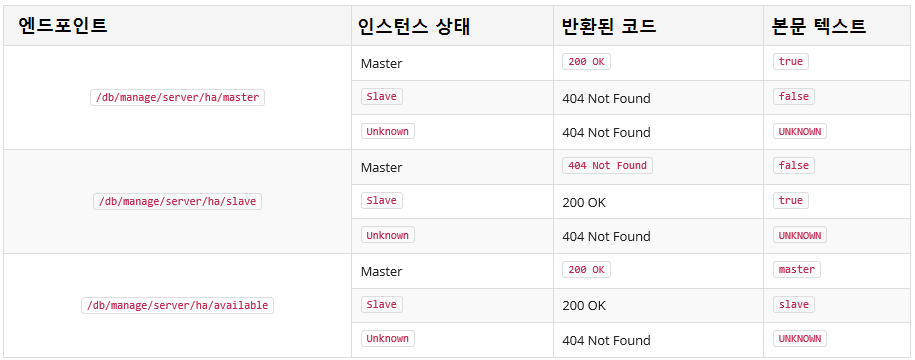 엔드포인트 인스턴스 상태 반환된 코드 본문 텍스트
Master 200 OK true
/db/manage/server/ha/master Slave 404 Not Found false
Unknown 404 Not Found UNKNOWN
Master 404 Not Found false
/db/manage/server/ha/slave Slave 200 OK true
Unknown 404 Not Found UNKNOWN
Master 200 OK master
/db/manage/server/ha/available Slave 200 OK slave
Unknown 404 Not Found UNKNOWN